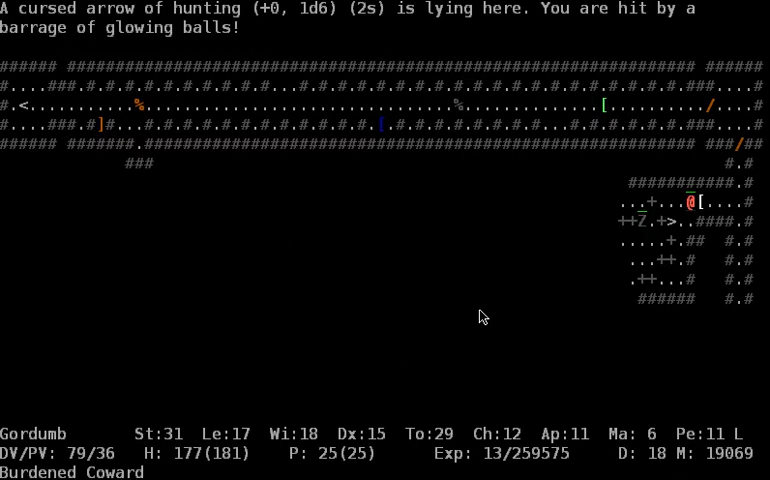 A cursed arrow of hunting (+0, 1d6) (2s) is lying here. You are hit by a
barrage of glowing balls!
Gordumb St:31 Le:17 Wi:18 Dx:15 To:29 Ch:12 Ap:11 Ma: 6 Pe:11 L
DV/PV: 79/36 H: 177(181) P: 25(25) Exp: 13/259575 D: 18 M: 19069
Burdened Coward